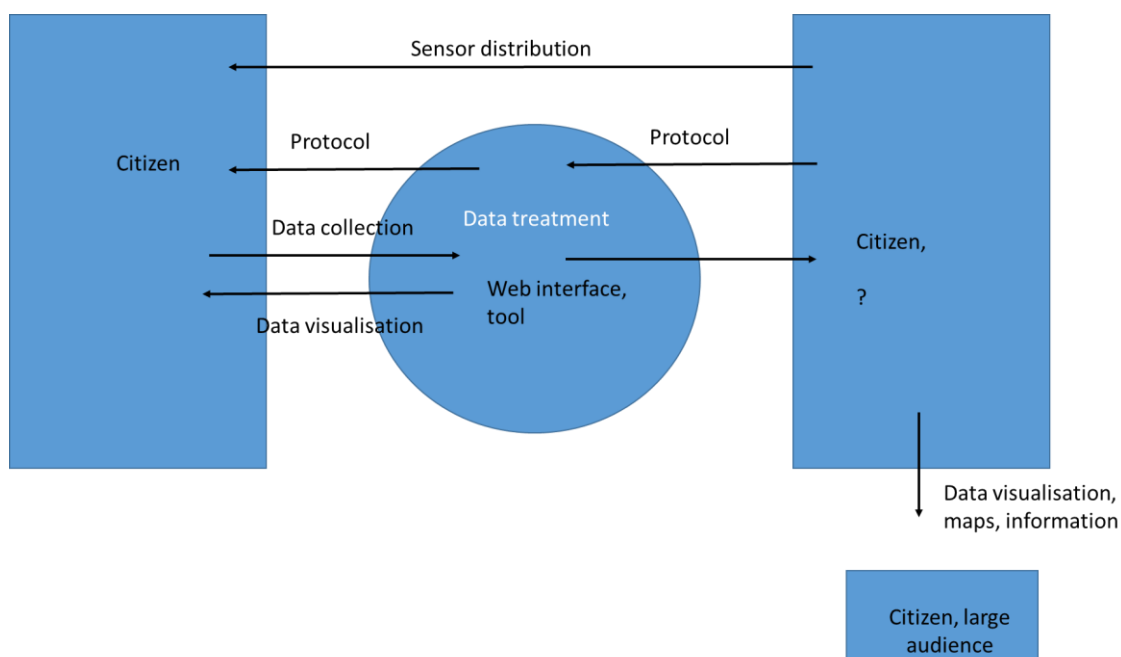 Sensor distribution
Protocol
Protocol
Citizen
Data treatment
Data collection
Citizen,
?
Web interface,
tool
Data visualisation
Data visualisation,
maps, information
Citizen, large
audience